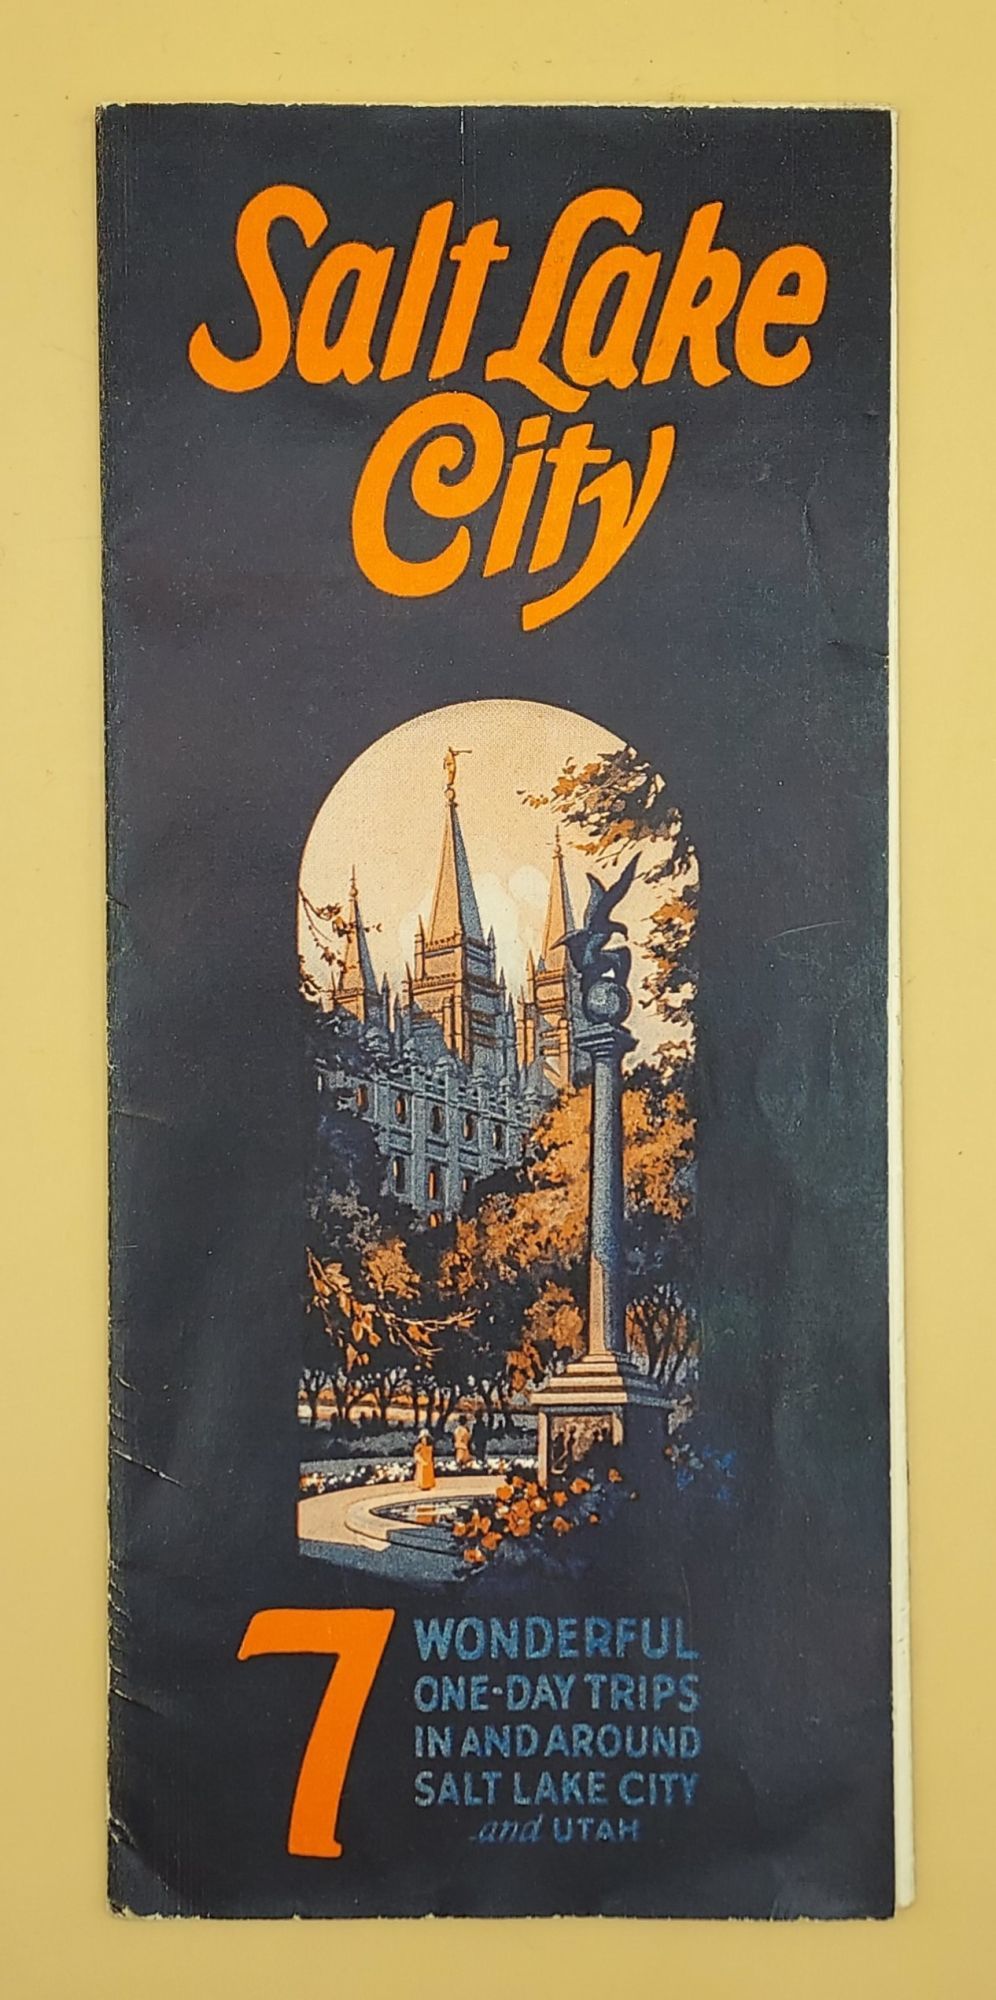 Salt Lake
City
7 WONDERFUL
ONE-DAY TRIPS
IN AND AROUND
SALT LAKE CITY
and UTAH